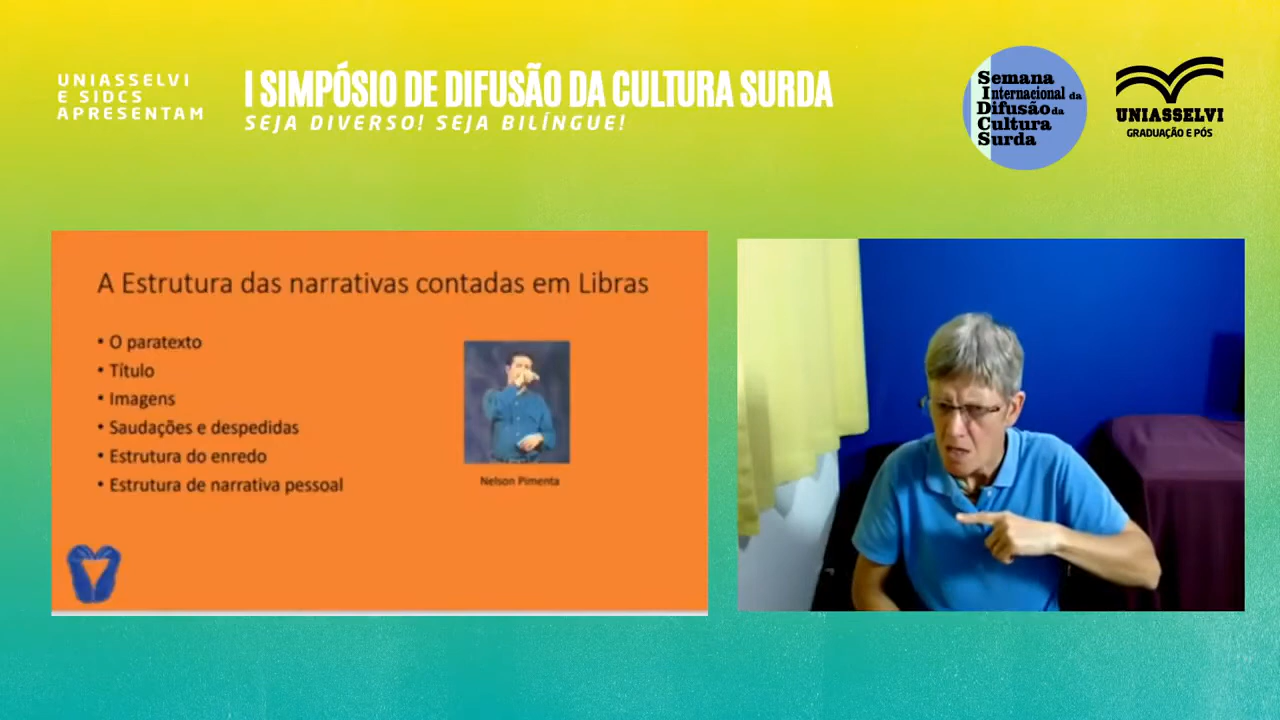 UNIASSELVI
E SIDCS
APRESENTAM
I SIMPÓSIO DE DIFUSÃO DA CULTURA SURDA
SEJA DIVERSO! SEJA BILÍNGUE!
Semana
Internacional da
Difusão da
Cultura
Surda
UNIASSELVI
GRADUAÇÃO E PÓS
A Estrutura das narrativas contadas em Libras
• O paratexto
• Título
• Imagens
• Saudações e despedidas
• Estrutura do enredo
• Estrutura de narrativa pessoal
Nelson Pimenta